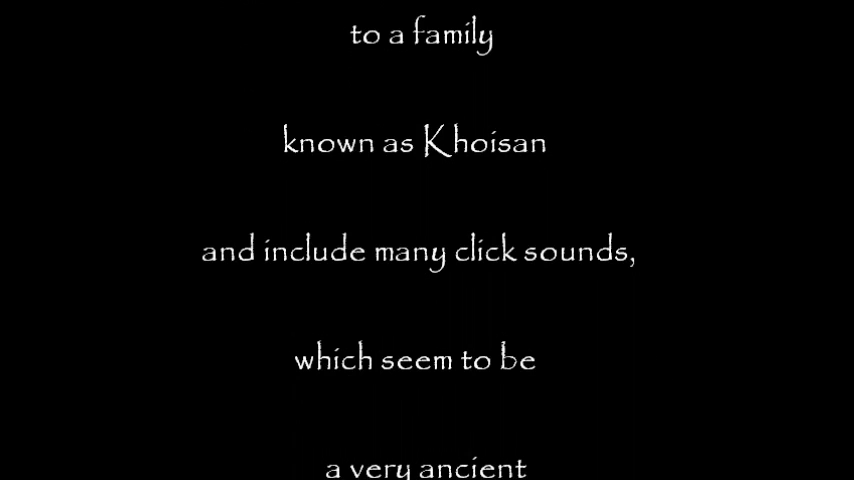 to a family
known as Khoisan
and include many click sounds,
which seem to be
a very ancient